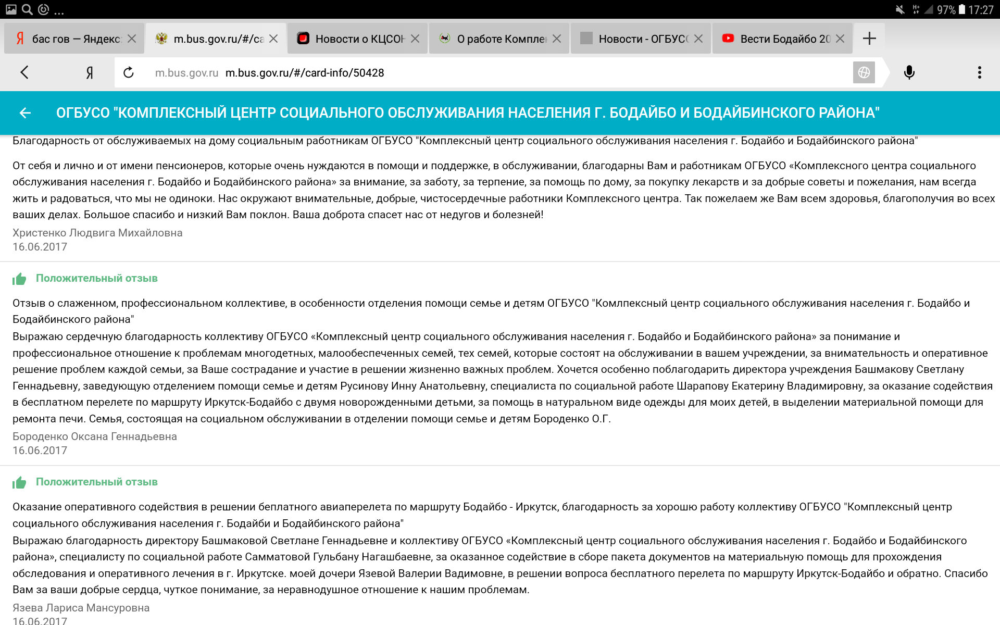 ... 97% 17:27
бас гов — Яндекс: m.bus.gov.ru/#/ca Новости о КЦСОН О работе Комплек Новости - ОГБУСО Вести Бодайбо 20
m.bus.gov.ru m.bus.gov.ru/#/card-info/50428
ОГБУСО "КОМПЛЕКСНЫЙ ЦЕНТР СОЦИАЛЬНОГО ОБСЛУЖИВАНИЯ НАСЕЛЕНИЯ Г. БОДАЙБО И БОДАЙБИНСКОГО РАЙОНА"
Благодарность от обслуживаемых на дому социальным работникам ОГБУСО "Комплексный центр социального обслуживания населения г. Бодайбо и Бодайбинского района"
От себя и лично и от имени пенсионеров, которые очень нуждаются в помощи и поддержке, в обслуживании, благодарны Вам и работникам ОГБУСО «Комплексного центра социального
обслуживания населения г. Бодайбо и Бодайбинского района» за внимание, за заботу, за терпение, за помощь по дому, за покупку лекарств и за добрые советы и пожелания, нам всегда
жить и радоваться, что мы не одиноки. Нас окружают внимательные, добрые, чистосердечные работники Комплексного центра. Так пожелаем же Вам всем здоровья, благополучия во всех
ваших делах. Большое спасибо и низкий Вам поклон. Ваша доброта спасет нас от недугов и болезней!
Христенко Людвига Михайловна
16.06.2017
Положительный отзыв
Отзыв о слаженном, профессиональном коллективе, в особенности отделения помощи семье и детям ОГБУСО "Комлпексный центр социального обслуживания населения г. Бодайбо и
Бодайбинского района"
Выражаю сердечную благодарность коллективу ОГБУСО «Комплексный центр социального обслуживания населения г. Бодайбо и Бодайбинского района» за понимание и
профессиональное отношение к проблемам многодетных, малообеспеченных семей, тех семей, которые состоят на обслуживании в вашем учреждении, за внимательность и оперативное
решение проблем каждой семьи, за Ваше сострадание и участие в решении жизненно важных проблем. Хочется особенно поблагодарить директора учреждения Башмакову Светлану
Геннадьевну, заведующую отделением помощи семье и детям Русинову Инну Анатольевну, специалиста по социальной работе Шарапову Екатерину Владимировну, за оказание содействия
в бесплатном перелете по маршруту Иркутск-Бодайбо с двумя новорожденными детьми, за помощь в натуральном виде одежды для моих детей, в выделении материальной помощи для
ремонта печи. Семья, состоящая на социальном обслуживании в отделении помощи семье и детям Бороденко О.Г.
Бороденко Оксана Геннадьевна
16.06.2017
Положительный отзыв
Оказание оперативного содействия в решении беплатного авиаперелета по маршруту Бодайбо - Иркутск, благодарность за хорошю работу коллективу ОГБУСО "Комплексный центр
социального обслуживания населения г. Бодайби и Бодайбинского района"
Выражаю благодарность директору Башмаковой Светлане Геннадьевне и коллективу ОГБУСО «Комплексный центр социального обслуживания населения г. Бодайбо и Бодайбинского
района», специалисту по социальной работе Самматовой Гульбану Нагашбаевне, за оказанное содействие в сборе пакета документов на материальную помощь для прохождения
обследования и оперативного лечения в г. Иркутске. моей дочери Язевой Валерии Вадимовне, в решении вопроса бесплатного перелета по маршруту Иркутск-Бодайбо и обратно. Спасибо
Вам за ваши добрые сердца, чуткое понимание, за неравнодушное отношение к нашим проблемам.
Язева Лариса Мансуровна
16.06.2017